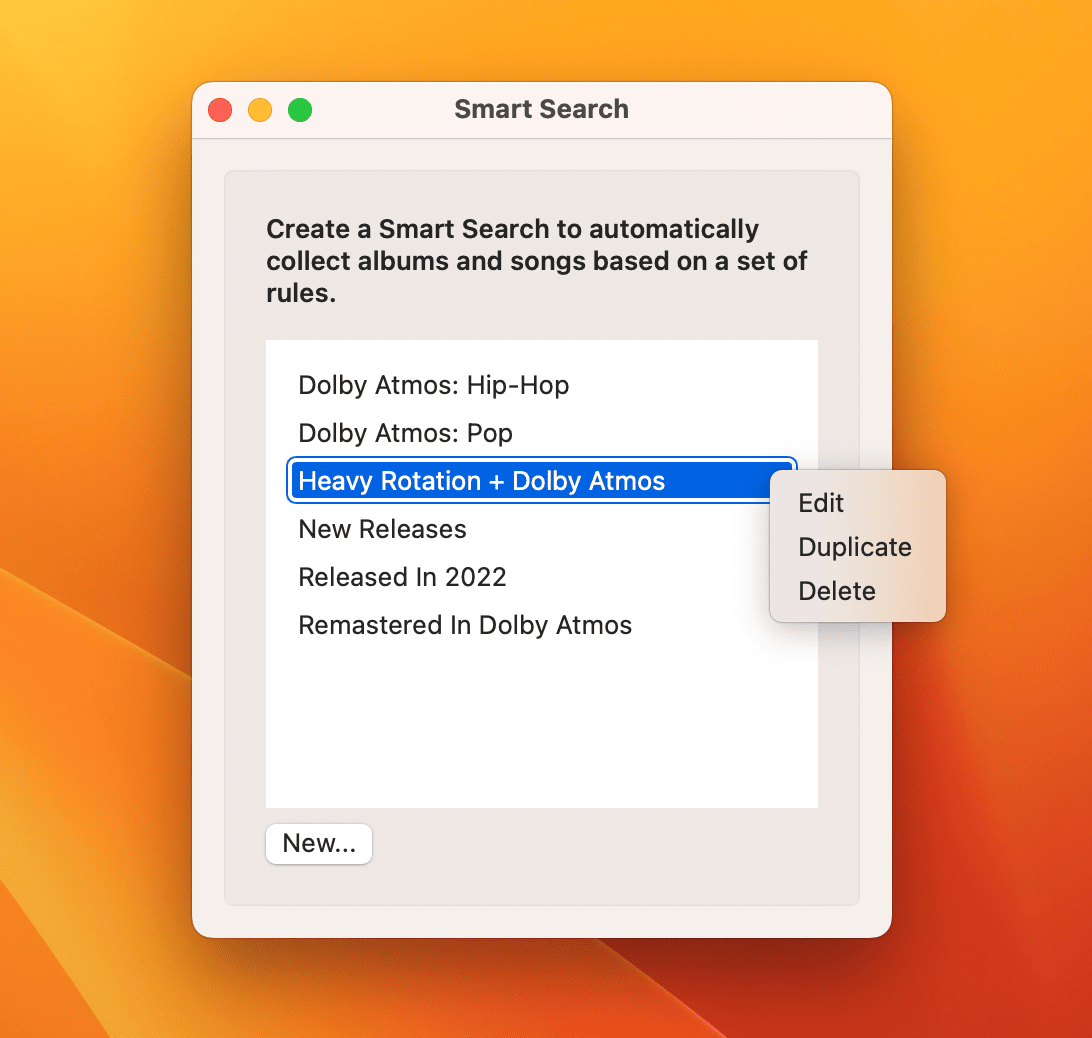 Smart Search
Create a Smart Search to automatically
collect albums and songs based on a set of
rules.
Dolby Atmos: Hip-Hop
Dolby Atmos: Pop
Heavy Rotation + Dolby Atmos
New Releases
Released In 2022
Remastered In Dolby Atmos
Edit
Duplicate
Delete
New...